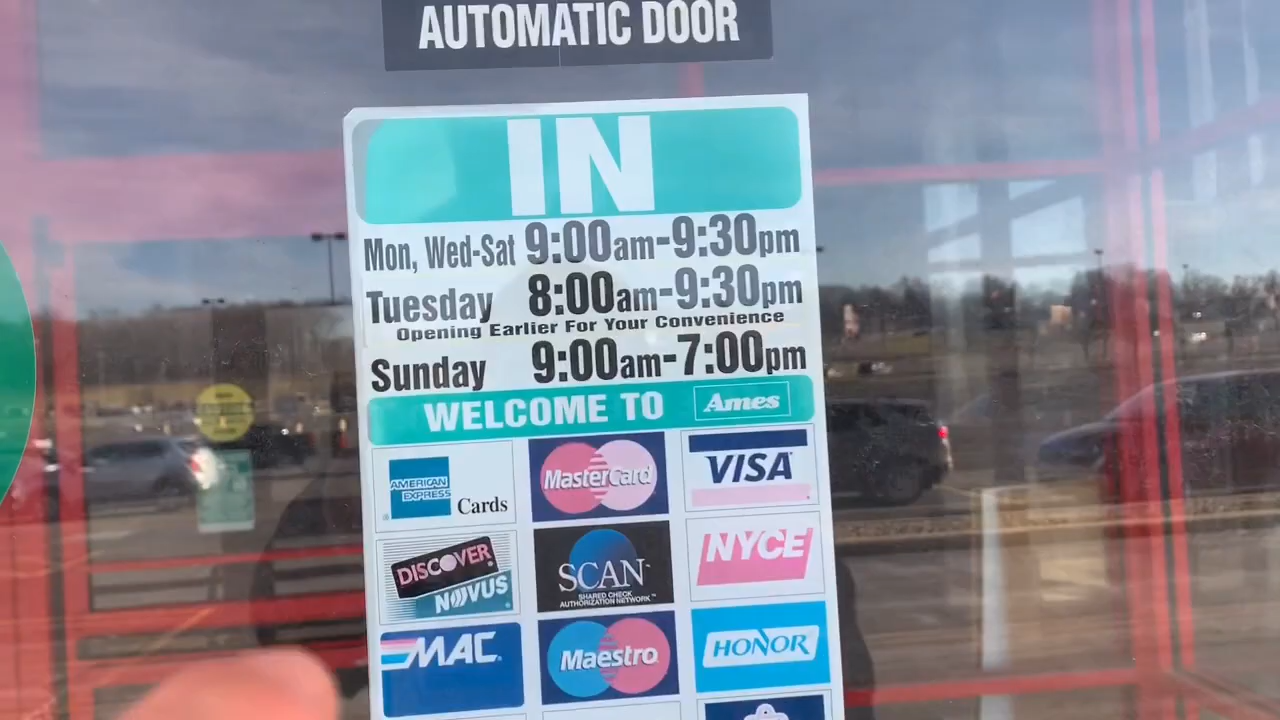 AUTOMATIC DOOR
IN
Mon, Wed-Sat 9:00am-9:30pm
Tuesday 8:00am-9:30pm
Opening Earlier For Your Convenience
Sunday 9:00am-7:00pm
WELCOME TO Ames
AMERICAN EXPRESS Cards
MasterCard
VISA
DISCOVER NOVUS
SCAN
SHARED CHECK
AUTHORIZATION NETWORK
NYCE
MAC
Maestro
HONOR